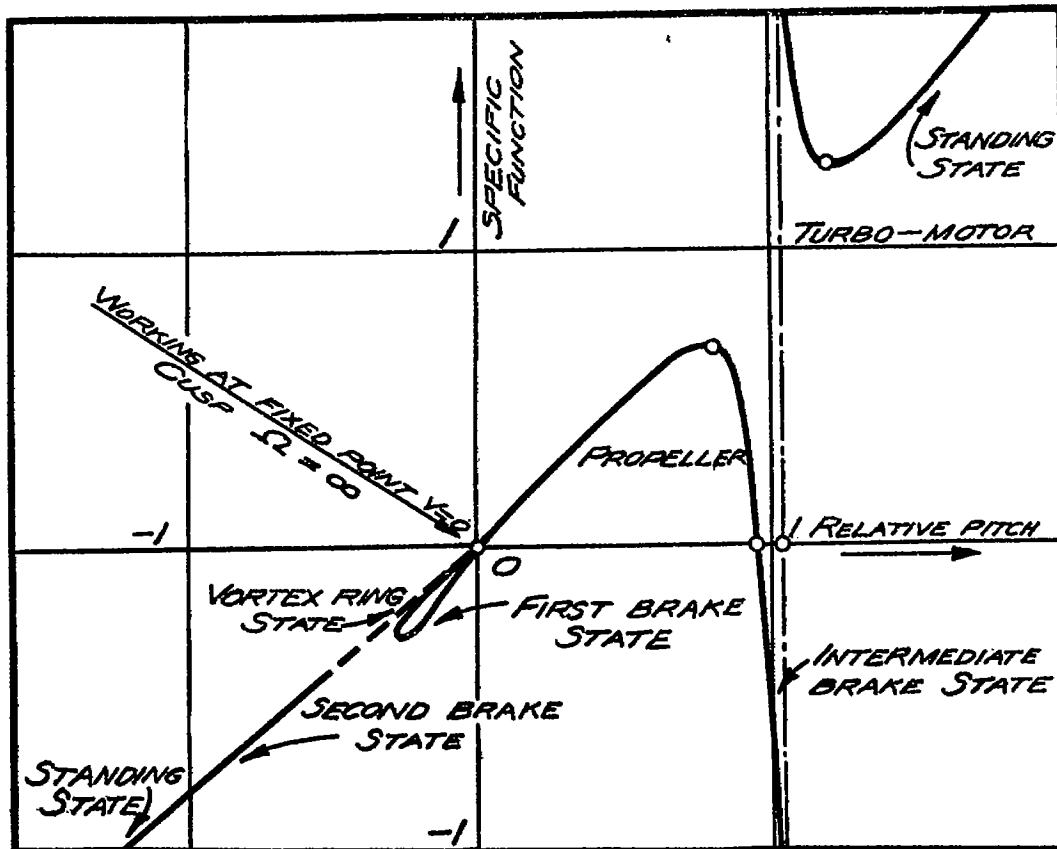 SPECIFIC
FUNCTION
STANDING
STATE
1
TURBO-MOTOR
WORKING AT FIXED POINT V=0
CUSP Ω = ∞
PROPELLER
-1
1 RELATIVE PITCH
0
VORTEX RING
STATE
FIRST BRAKE
STATE
INTERMEDIATE
BRAKE STATE
SECOND BRAKE
STATE
STANDING
STATE
-1